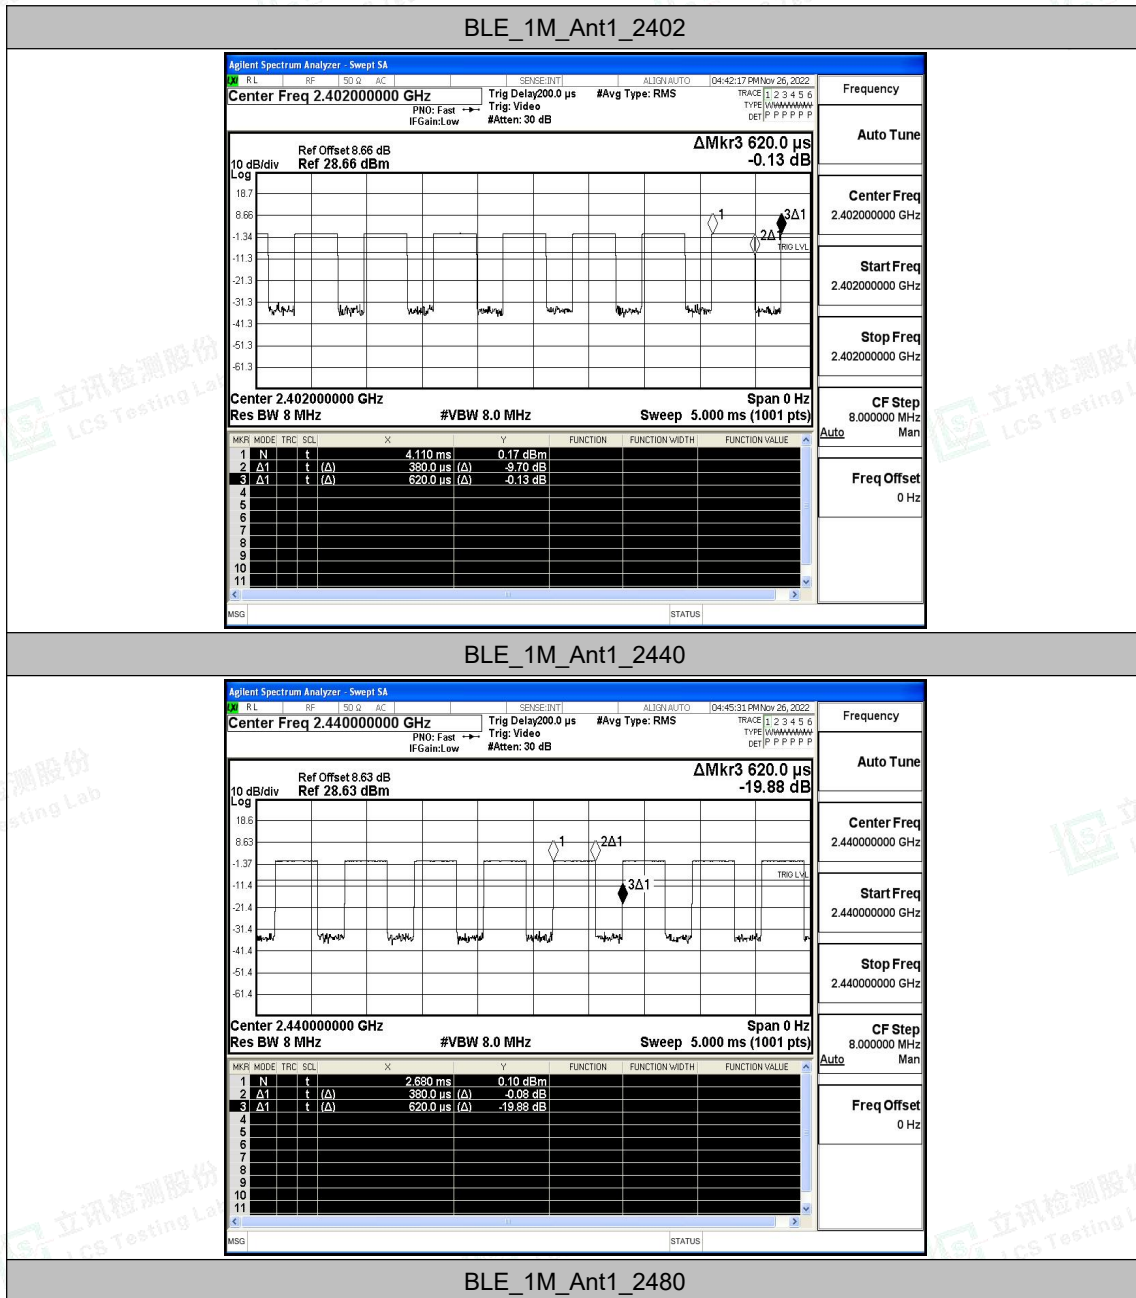 BLE_1M_Ant1_2402
Agilent Spectrum Analyzer - Swept SA
RL RF 50 Ω AC SENSE:INT ALIGN AUTO 04:42:17 PM Nov 26, 2022
Center Freq 2.402000000 GHz
PNO: Fast
IFGain:Low
Trig Delay200.0 µs
Trig: Video
#Atten: 30 dB
#Avg Type: RMS
TRACE 1 2 3 4 5 6
TYPE
DET P P P P P P
Frequency
Auto Tune
Center Freq
2.402000000 GHz
Start Freq
2.402000000 GHz
Stop Freq
2.402000000 GHz
CF Step
8.000000 MHz
Auto Man
Freq Offset
0 Hz
ΔMkr3 620.0 µs
-0.13 dB
Ref Offset 8.66 dB
10 dB/div Ref 28.66 dBm
Log
18.7
8.66
-1.34
-11.3
-21.3
-31.3
-41.3
-51.3
-61.3
1
2Δ1
3Δ1
TRIG LVL
Center 2.402000000 GHz Span 0 Hz
Res BW 8 MHz #VBW 8.0 MHz Sweep 5.000 ms (1001 pts)
MKR MODE TRC SCL X Y FUNCTION FUNCTION WIDTH FUNCTION VALUE
1 N t 4.110 ms 0.17 dBm
2 Δ1 t (Δ) 380.0 µs (Δ) -9.70 dB
3 Δ1 t (Δ) 620.0 µs (Δ) -0.13 dB
4
5
6
7
8
9
10
11
MSG STATUS
BLE_1M_Ant1_2440
Agilent Spectrum Analyzer - Swept SA
RL RF 50 Ω AC SENSE:INT ALIGN AUTO 04:45:31 PM Nov 26, 2022
Center Freq 2.440000000 GHz
PNO: Fast
IFGain:Low
Trig Delay200.0 µs
Trig: Video
#Atten: 30 dB
#Avg Type: RMS
TRACE 1 2 3 4 5 6
TYPE
DET P P P P P P
Frequency
Auto Tune
Center Freq
2.440000000 GHz
Start Freq
2.440000000 GHz
Stop Freq
2.440000000 GHz
CF Step
8.000000 MHz
Auto Man
Freq Offset
0 Hz
ΔMkr3 620.0 µs
-19.88 dB
Ref Offset 8.63 dB
10 dB/div Ref 28.63 dBm
Log
18.6
8.63
-1.37
-11.4
-21.4
-31.4
-41.4
-51.4
-61.4
1
2Δ1
3Δ1
TRIG LVL
Center 2.440000000 GHz Span 0 Hz
Res BW 8 MHz #VBW 8.0 MHz Sweep 5.000 ms (1001 pts)
MKR MODE TRC SCL X Y FUNCTION FUNCTION WIDTH FUNCTION VALUE
1 N t 2.680 ms 0.10 dBm
2 Δ1 t (Δ) 380.0 µs (Δ) -0.08 dB
3 Δ1 t (Δ) 620.0 µs (Δ) -19.88 dB
4
5
6
7
8
9
10
11
MSG STATUS
BLE_1M_Ant1_2480
立讯检测股份
LCS Testing Lab